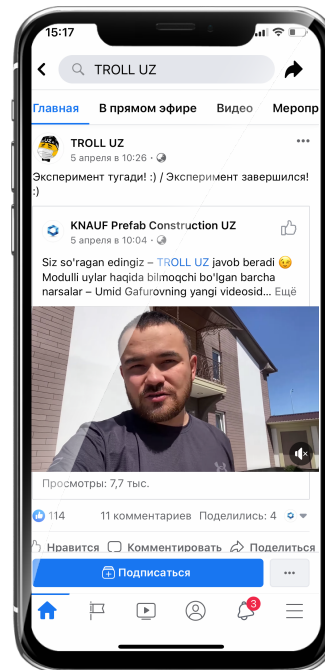 15:17
TROLL UZ
Главная В прямом эфире Видео Меропр
TROLL UZ
5 апреля в 10:26 ·
Эксперимент тугади! :) / Эксперимент завершился!
:)
KNAUF Prefab Construction UZ
5 апреля в 10:04 ·
Siz so'ragan edingiz – TROLL UZ javob beradi 😉
Modulli uylar haqida bilmoqchi bo'lgan barcha
narsalar – Umid Gafurovning yangi videosid... Ещё
Просмотры: 7,7 тыс.
114 11 комментариев Поделились: 4
Нравится Комментировать Поделиться
Подписаться
3